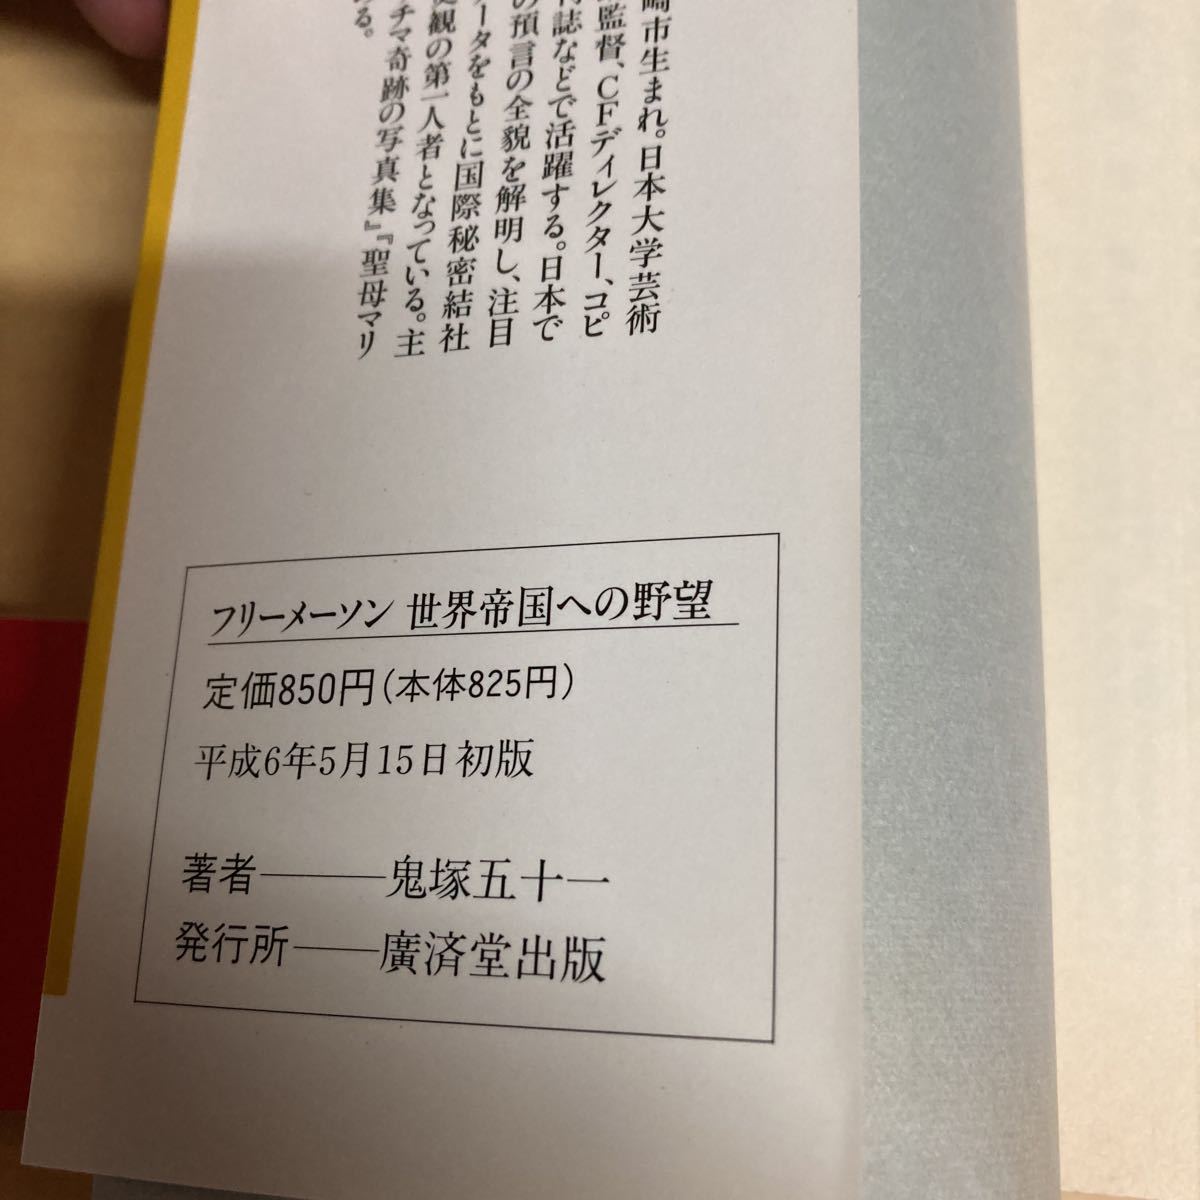 崎市生まれ。日本大学芸術
監督、CFディレクター、コピ
誌などで活躍する。日本で
の預言の全貌を解明し、注目
ータをもとに国際秘密結社
観の第一人者となっている。主
チマ奇跡の写真集』『聖母マリ
る。
フリーメーソン 世界帝国への野望
定価850円(本体825円)
平成6年5月15日初版
著者――鬼塚五十一
発行所――廣済堂出版